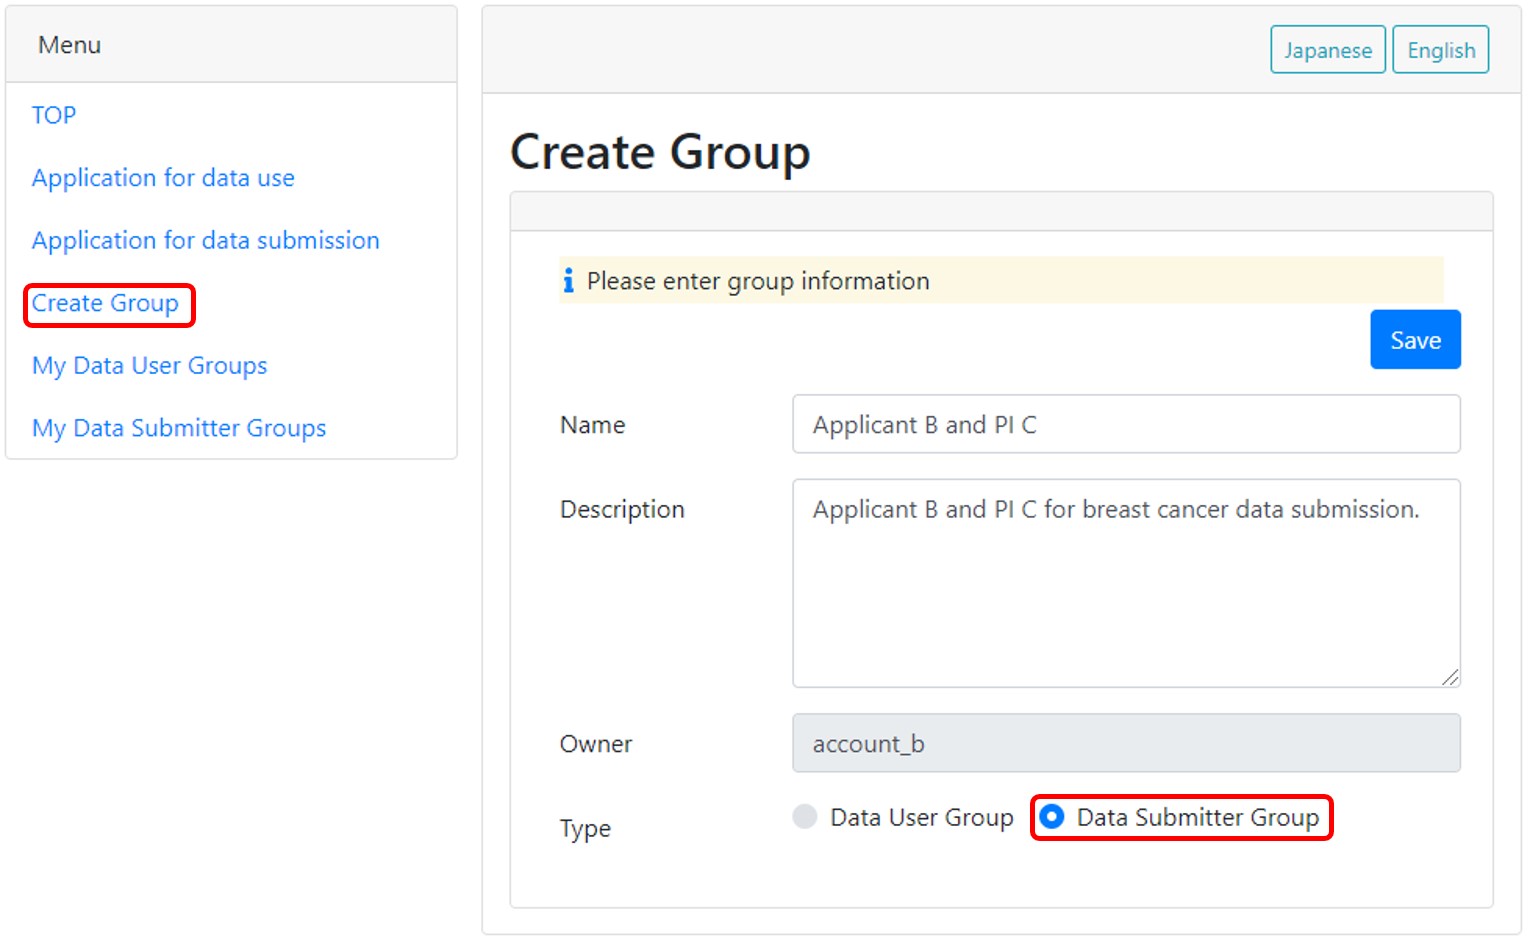 Menu
TOP
Application for data use
Application for data submission
Create Group
My Data User Groups
My Data Submitter Groups
Japanese English
Create Group
Please enter group information
Save
Name Applicant B and PI C
Description Applicant B and PI C for breast cancer data submission.
Owner account_b
Type Data User Group Data Submitter Group